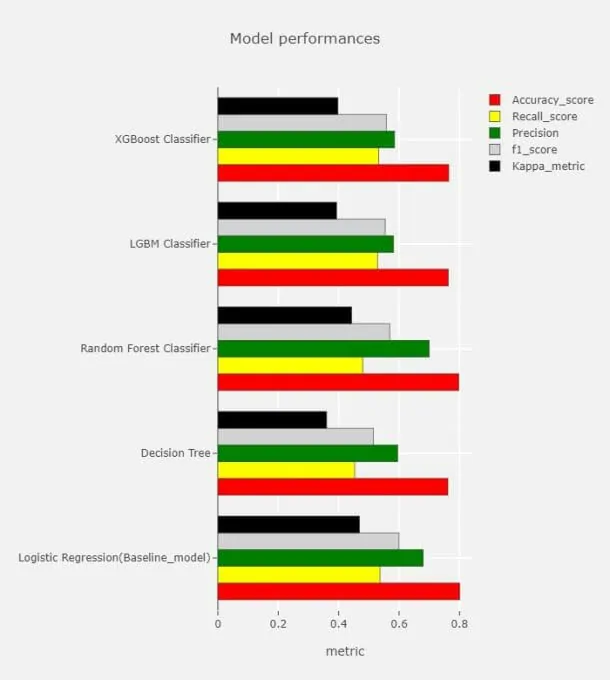 Model performances
Accuracy_score
Recall_score
Precision
f1_score
Kappa_metric
XGBoost Classifier
LGBM Classifier
Random Forest Classifier
Decision Tree
Logistic Regression(Baseline_model)
0 0.2 0.4 0.6 0.8
metric